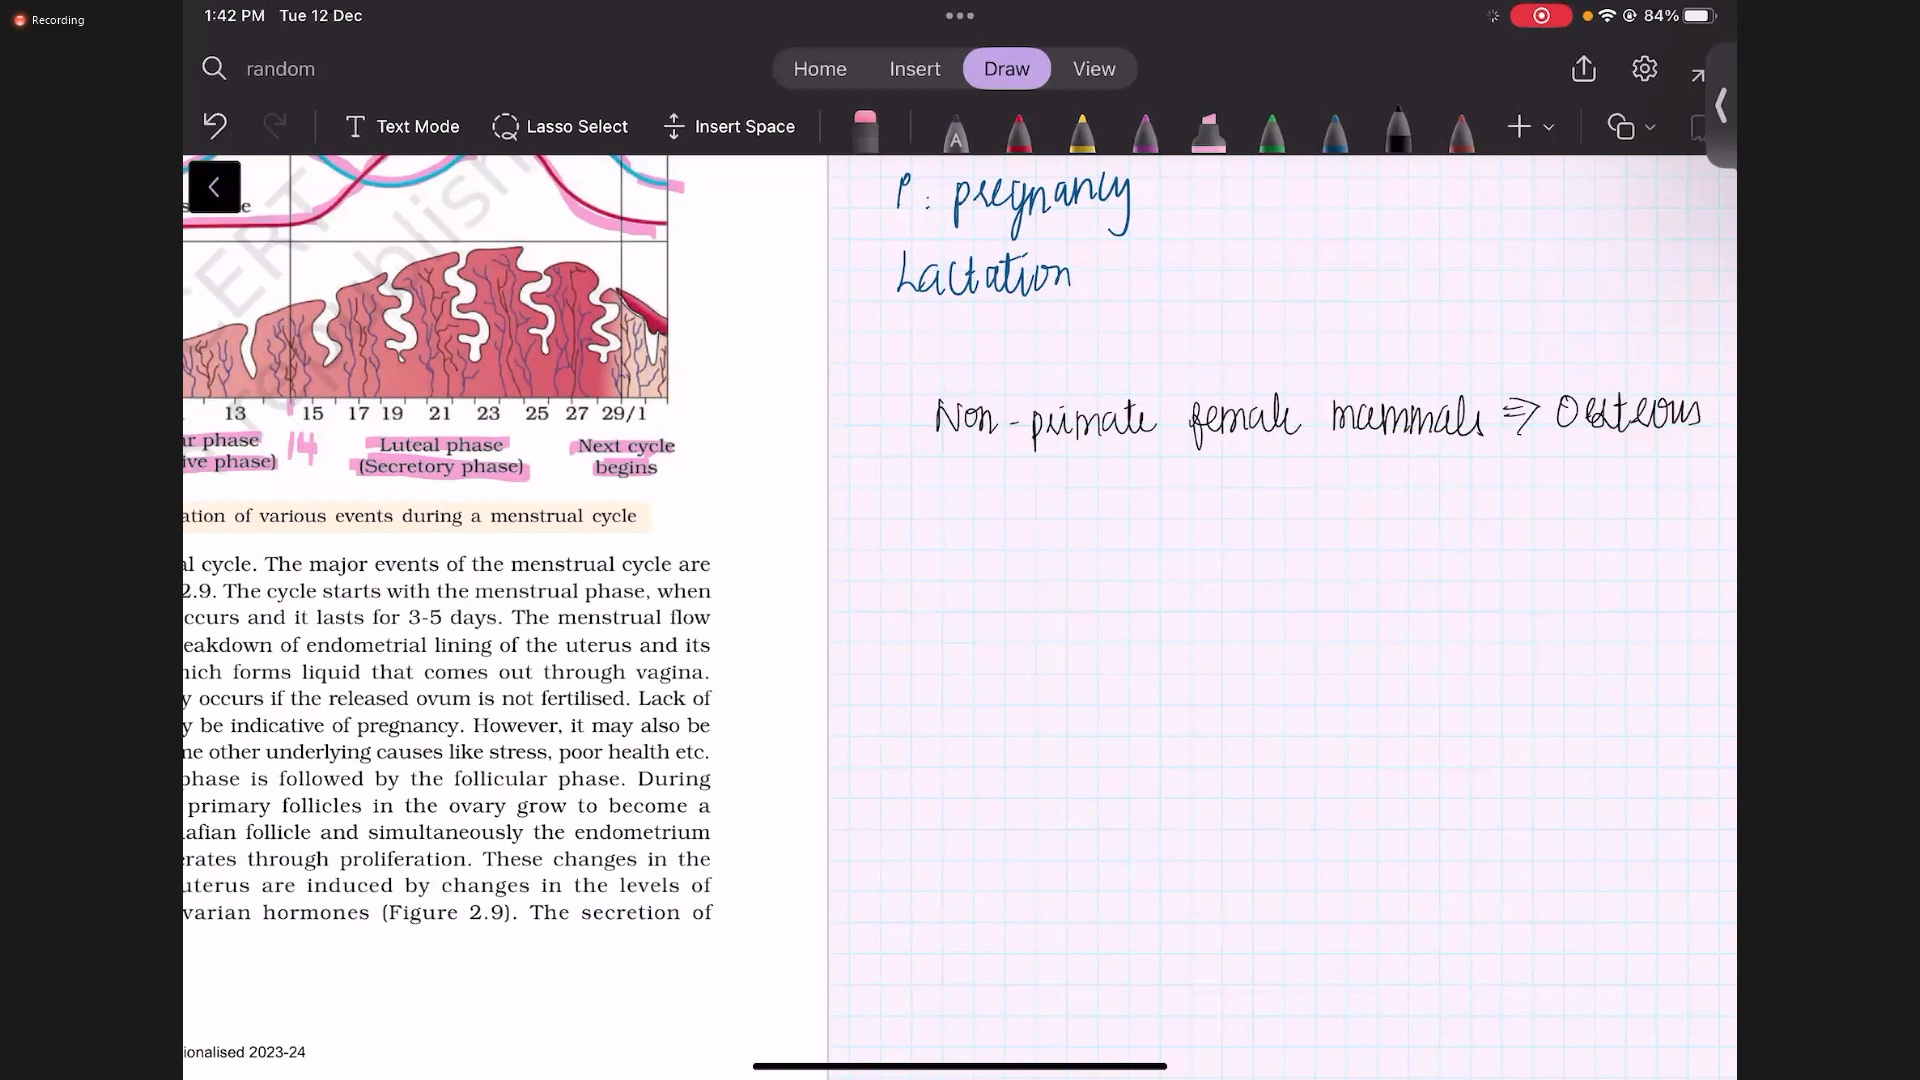 Recording
1:42 PM Tue 12 Dec
84%
random
Home Insert Draw View
Text Mode Lasso Select Insert Space
A
P : pregnancy
Lactation
Non-primate female mammals ⇒ Oesterous
s e
ERT
republish
13 15 17 19 21 23 25 27 29/1
14
ar phase Luteal phase Next cycle
ive phase) (Secretory phase) begins
ation of various events during a menstrual cycle
al cycle. The major events of the menstrual cycle are
2.9. The cycle starts with the menstrual phase, when
ccurs and it lasts for 3-5 days. The menstrual flow
eakdown of endometrial lining of the uterus and its
hich forms liquid that comes out through vagina.
y occurs if the released ovum is not fertilised. Lack of
y be indicative of pregnancy. However, it may also be
ne other underlying causes like stress, poor health etc.
phase is followed by the follicular phase. During
primary follicles in the ovary grow to become a
afian follicle and simultaneously the endometrium
erates through proliferation. These changes in the
uterus are induced by changes in the levels of
varian hormones (Figure 2.9). The secretion of
ionalised 2023-24